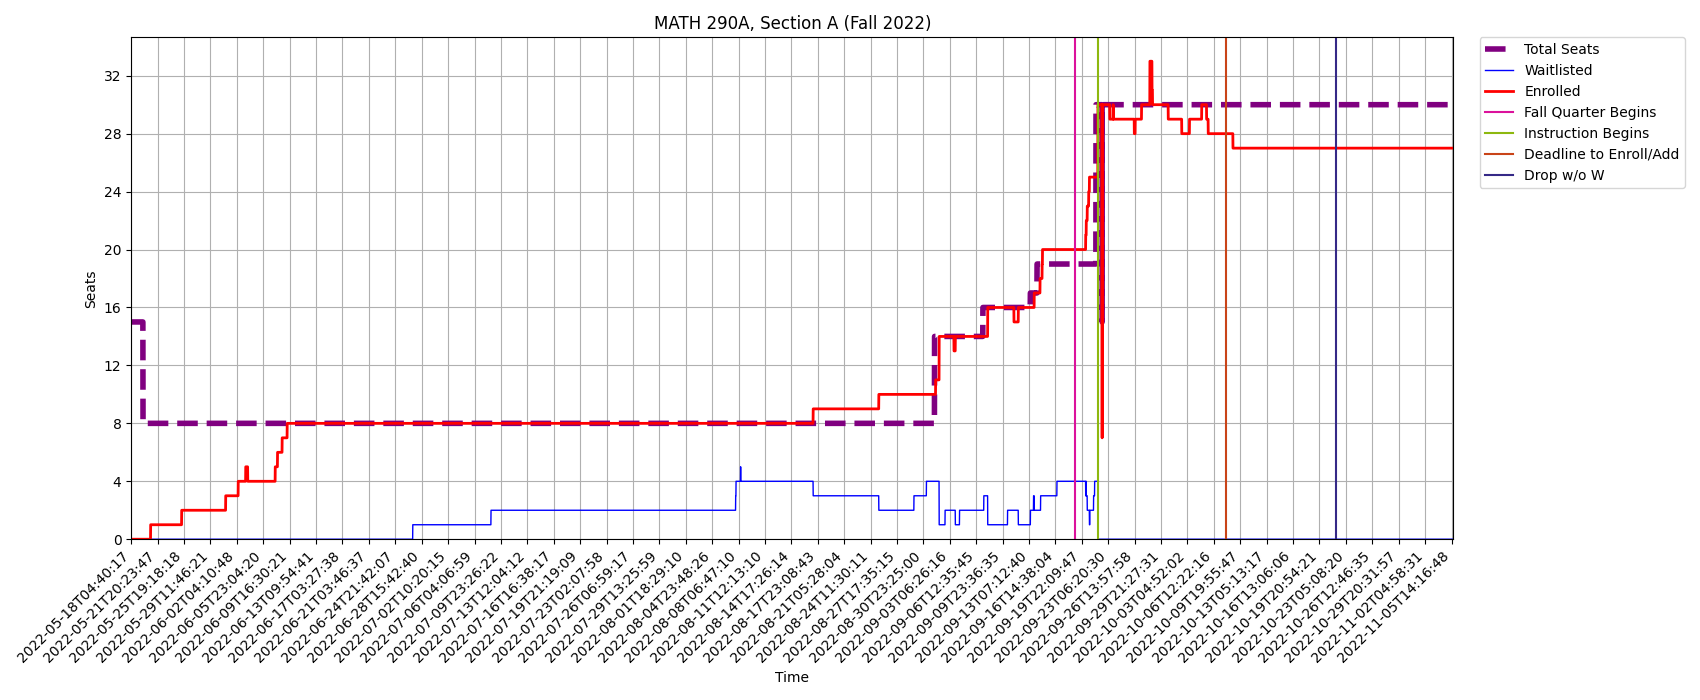 MATH 290A, Section A (Fall 2022)
Total Seats
Waitlisted
Enrolled
Fall Quarter Begins
Instruction Begins
Deadline to Enroll/Add
Drop w/o W
Seats
32
28
24
20
16
12
8
4
0
2022-05-18T04:40:17
2022-05-21T20:23:47
2022-05-25T19:18:18
2022-05-29T11:46:21
2022-06-02T04:10:48
2022-06-05T23:04:20
2022-06-09T16:30:21
2022-06-13T09:54:41
2022-06-17T03:27:38
2022-06-21T03:46:37
2022-06-24T21:42:07
2022-06-28T15:42:40
2022-07-02T10:20:15
2022-07-06T04:06:59
2022-07-09T23:26:22
2022-07-13T12:04:12
2022-07-16T16:38:17
2022-07-19T21:19:09
2022-07-23T02:07:58
2022-07-26T06:59:17
2022-07-29T13:25:59
2022-08-01T18:29:10
2022-08-04T23:48:26
2022-08-08T06:47:10
2022-08-11T12:13:10
2022-08-14T17:26:14
2022-08-17T23:08:43
2022-08-21T05:28:04
2022-08-24T11:30:11
2022-08-27T17:35:15
2022-08-30T23:25:00
2022-09-03T06:26:16
2022-09-06T12:35:45
2022-09-09T23:36:35
2022-09-13T07:12:40
2022-09-16T14:38:04
2022-09-19T22:09:47
2022-09-23T06:20:30
2022-09-26T13:57:58
2022-09-29T21:27:31
2022-10-03T04:52:02
2022-10-06T12:22:16
2022-10-09T19:55:47
2022-10-13T05:13:17
2022-10-16T13:06:06
2022-10-19T20:54:21
2022-10-23T05:08:20
2022-10-26T12:46:35
2022-10-29T20:31:57
2022-11-02T04:58:31
2022-11-05T14:16:48
Time